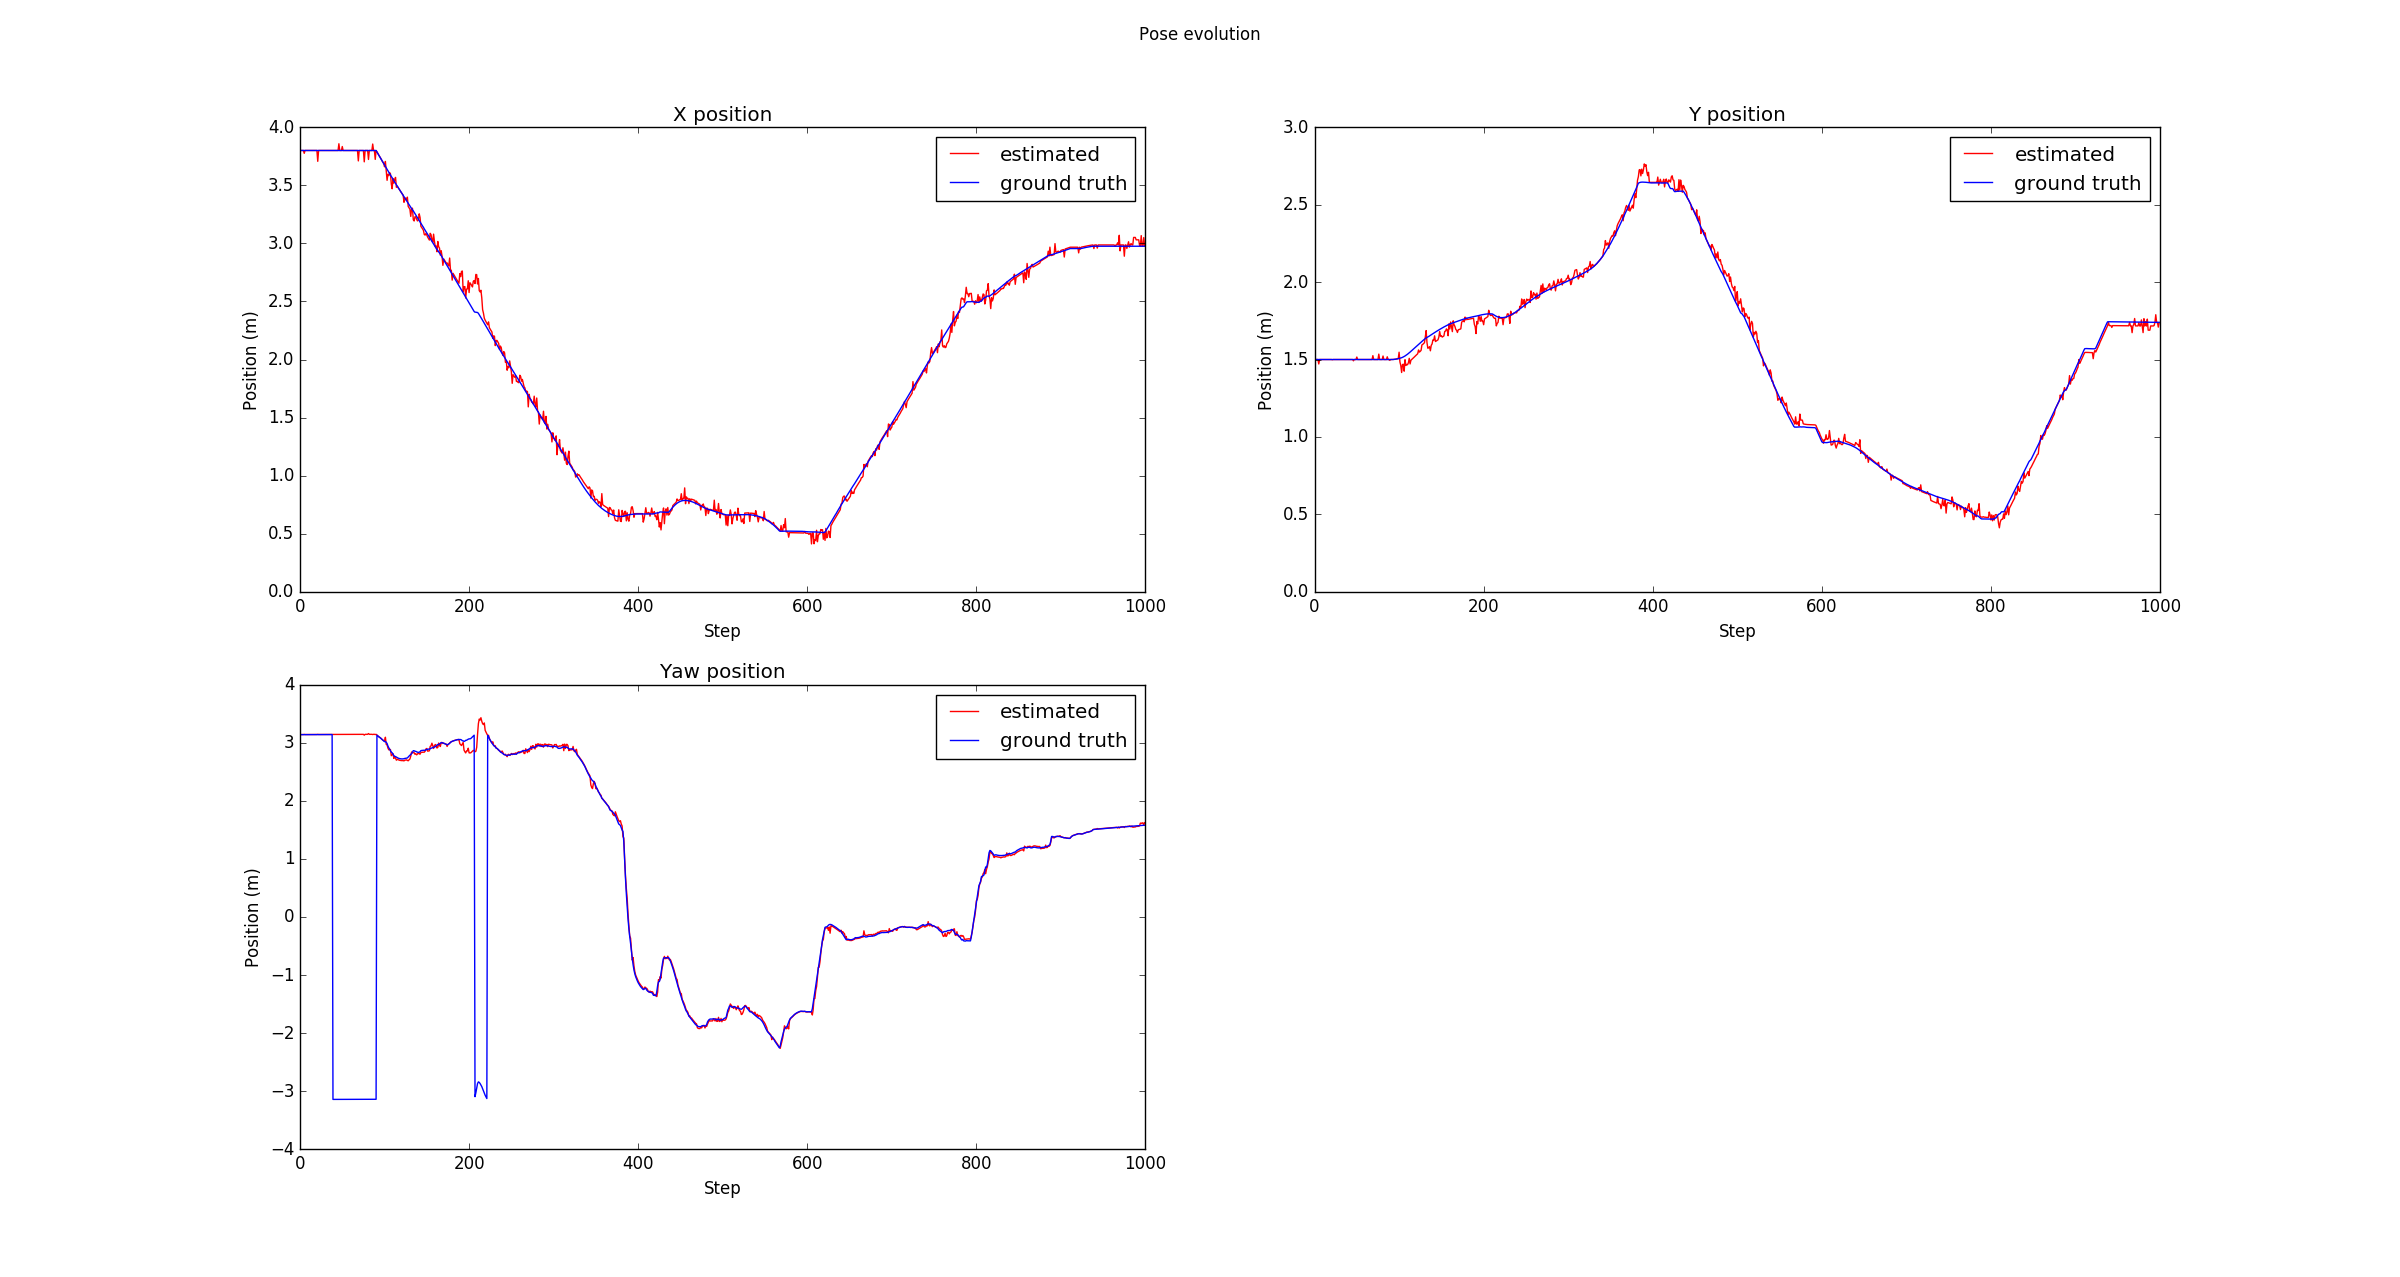 Pose evolution
X position
4.0
3.5
3.0
2.5
2.0
1.5
1.0
0.5
0.0
Position (m)
estimated
ground truth
0 200 400 600 800 1000
Step
Y position
3.0
2.5
2.0
1.5
1.0
0.5
0.0
Position (m)
estimated
ground truth
0 200 400 600 800 1000
Step
Yaw position
4
3
2
1
0
−1
−2
−3
−4
Position (m)
estimated
ground truth
0 200 400 600 800 1000
Step